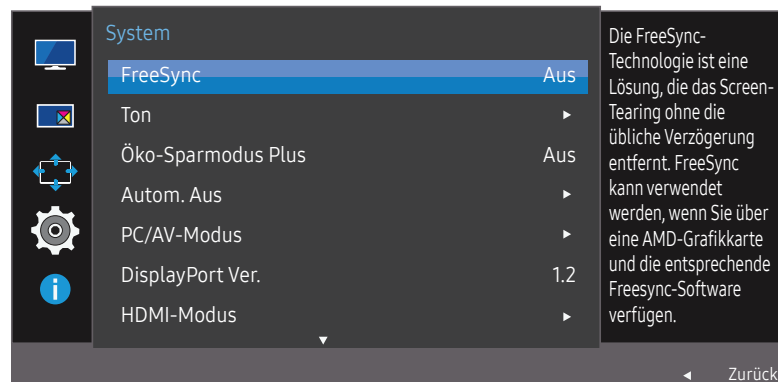 System
FreeSync Aus
Ton
Öko-Sparmodus Plus Aus
Autom. Aus
PC/AV-Modus
DisplayPort Ver. 1.2
HDMI-Modus
Die FreeSync-
Technologie ist eine
Lösung, die das Screen-
Tearing ohne die
übliche Verzögerung
entfernt. FreeSync
kann verwendet
werden, wenn Sie über
eine AMD-Grafikkarte
und die entsprechende
Freesync-Software
verfügen.
Zurück